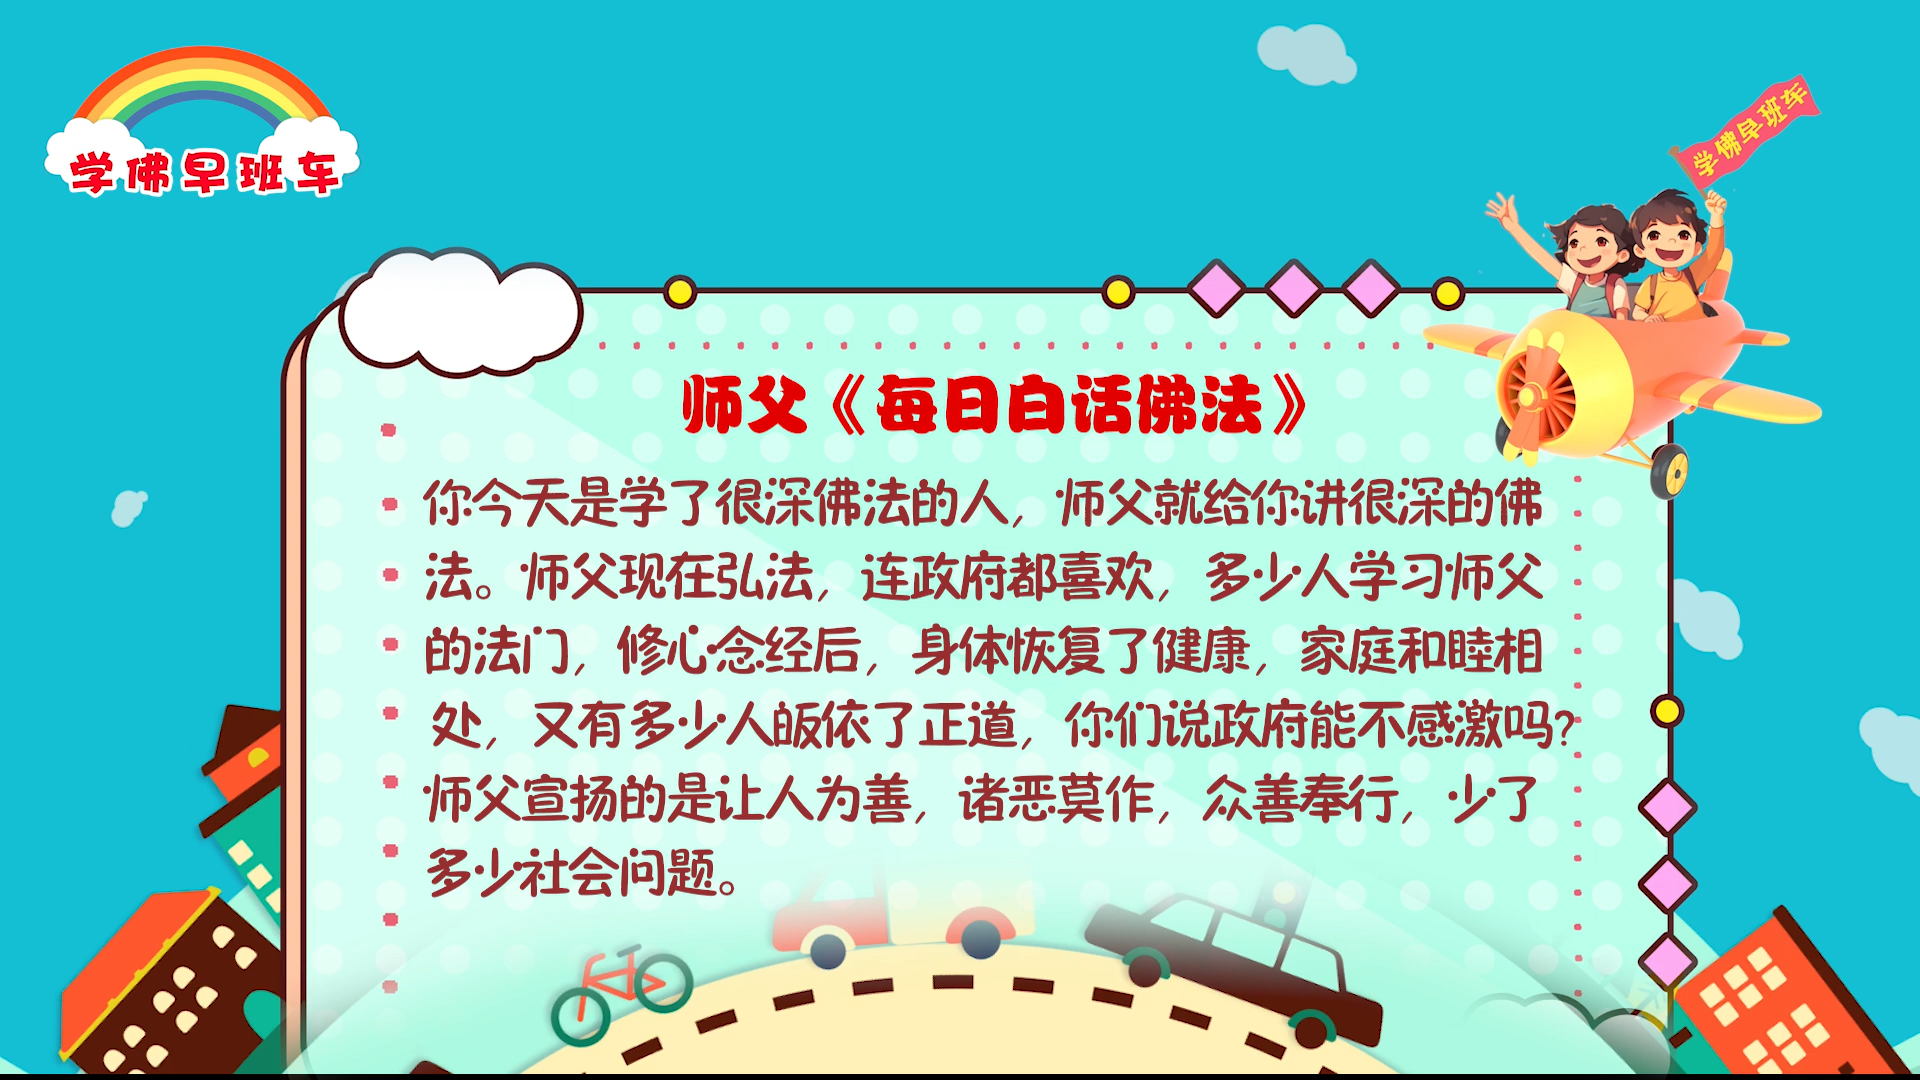 学佛早班车
学佛早班车
师父《每日白话佛法》
你今天是学了很深佛法的人，师父就给你讲很深的佛
法。师父现在弘法，连政府都喜欢，多少人学习师父
的法门，修心念经后，身体恢复了健康，家庭和睦相
处，又有多少人皈依了正道，你们说政府能不感激吗？
师父宣扬的是让人为善，诸恶莫作，众善奉行，少了
多少社会问题。